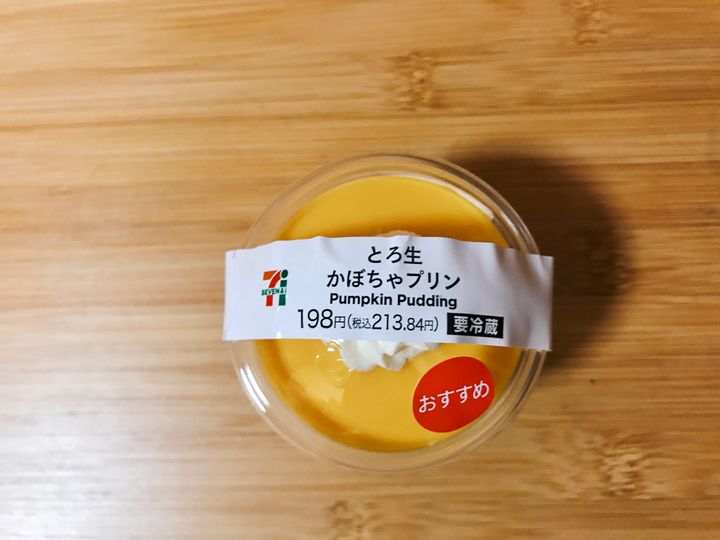 とろ生
かぼちゃプリン
Pumpkin Pudding
198円(税込213.84円) 要冷蔵
SEVEN&i
おすすめ